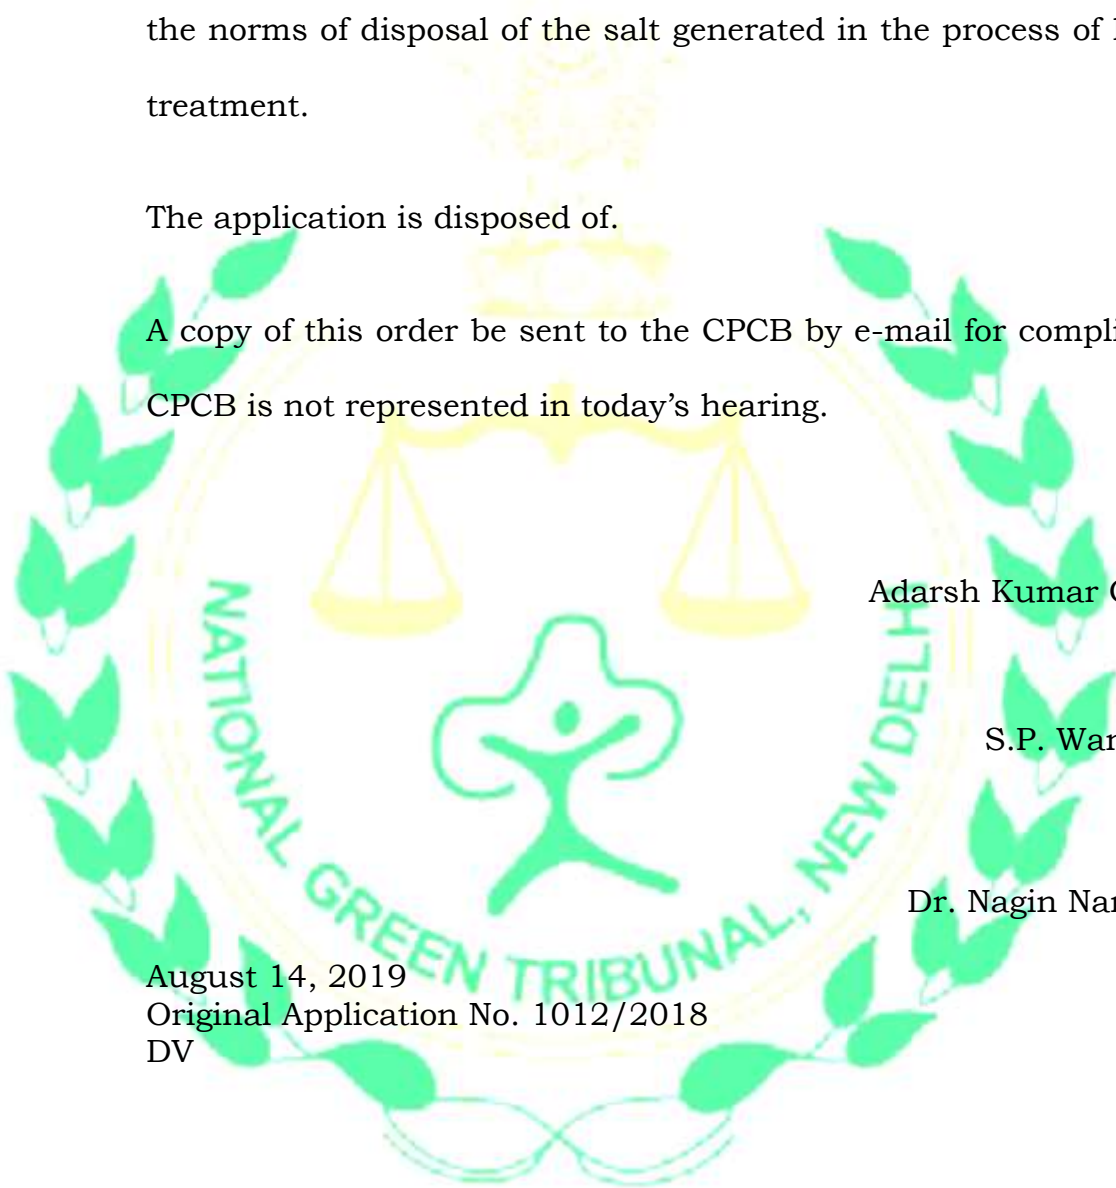 the norms of disposal of the salt generated in the process of
treatment.
The application is disposed of.
A copy of this order be sent to the CPCB by e-mail for
CPCB is not represented in today’s hearing.
Adarsh Kumar
S.P.
Dr. Nagin
NATIONAL GREEN TRIBUNAL, NEW DELHI
August 14, 2019
Original Application No. 1012/2018
DV